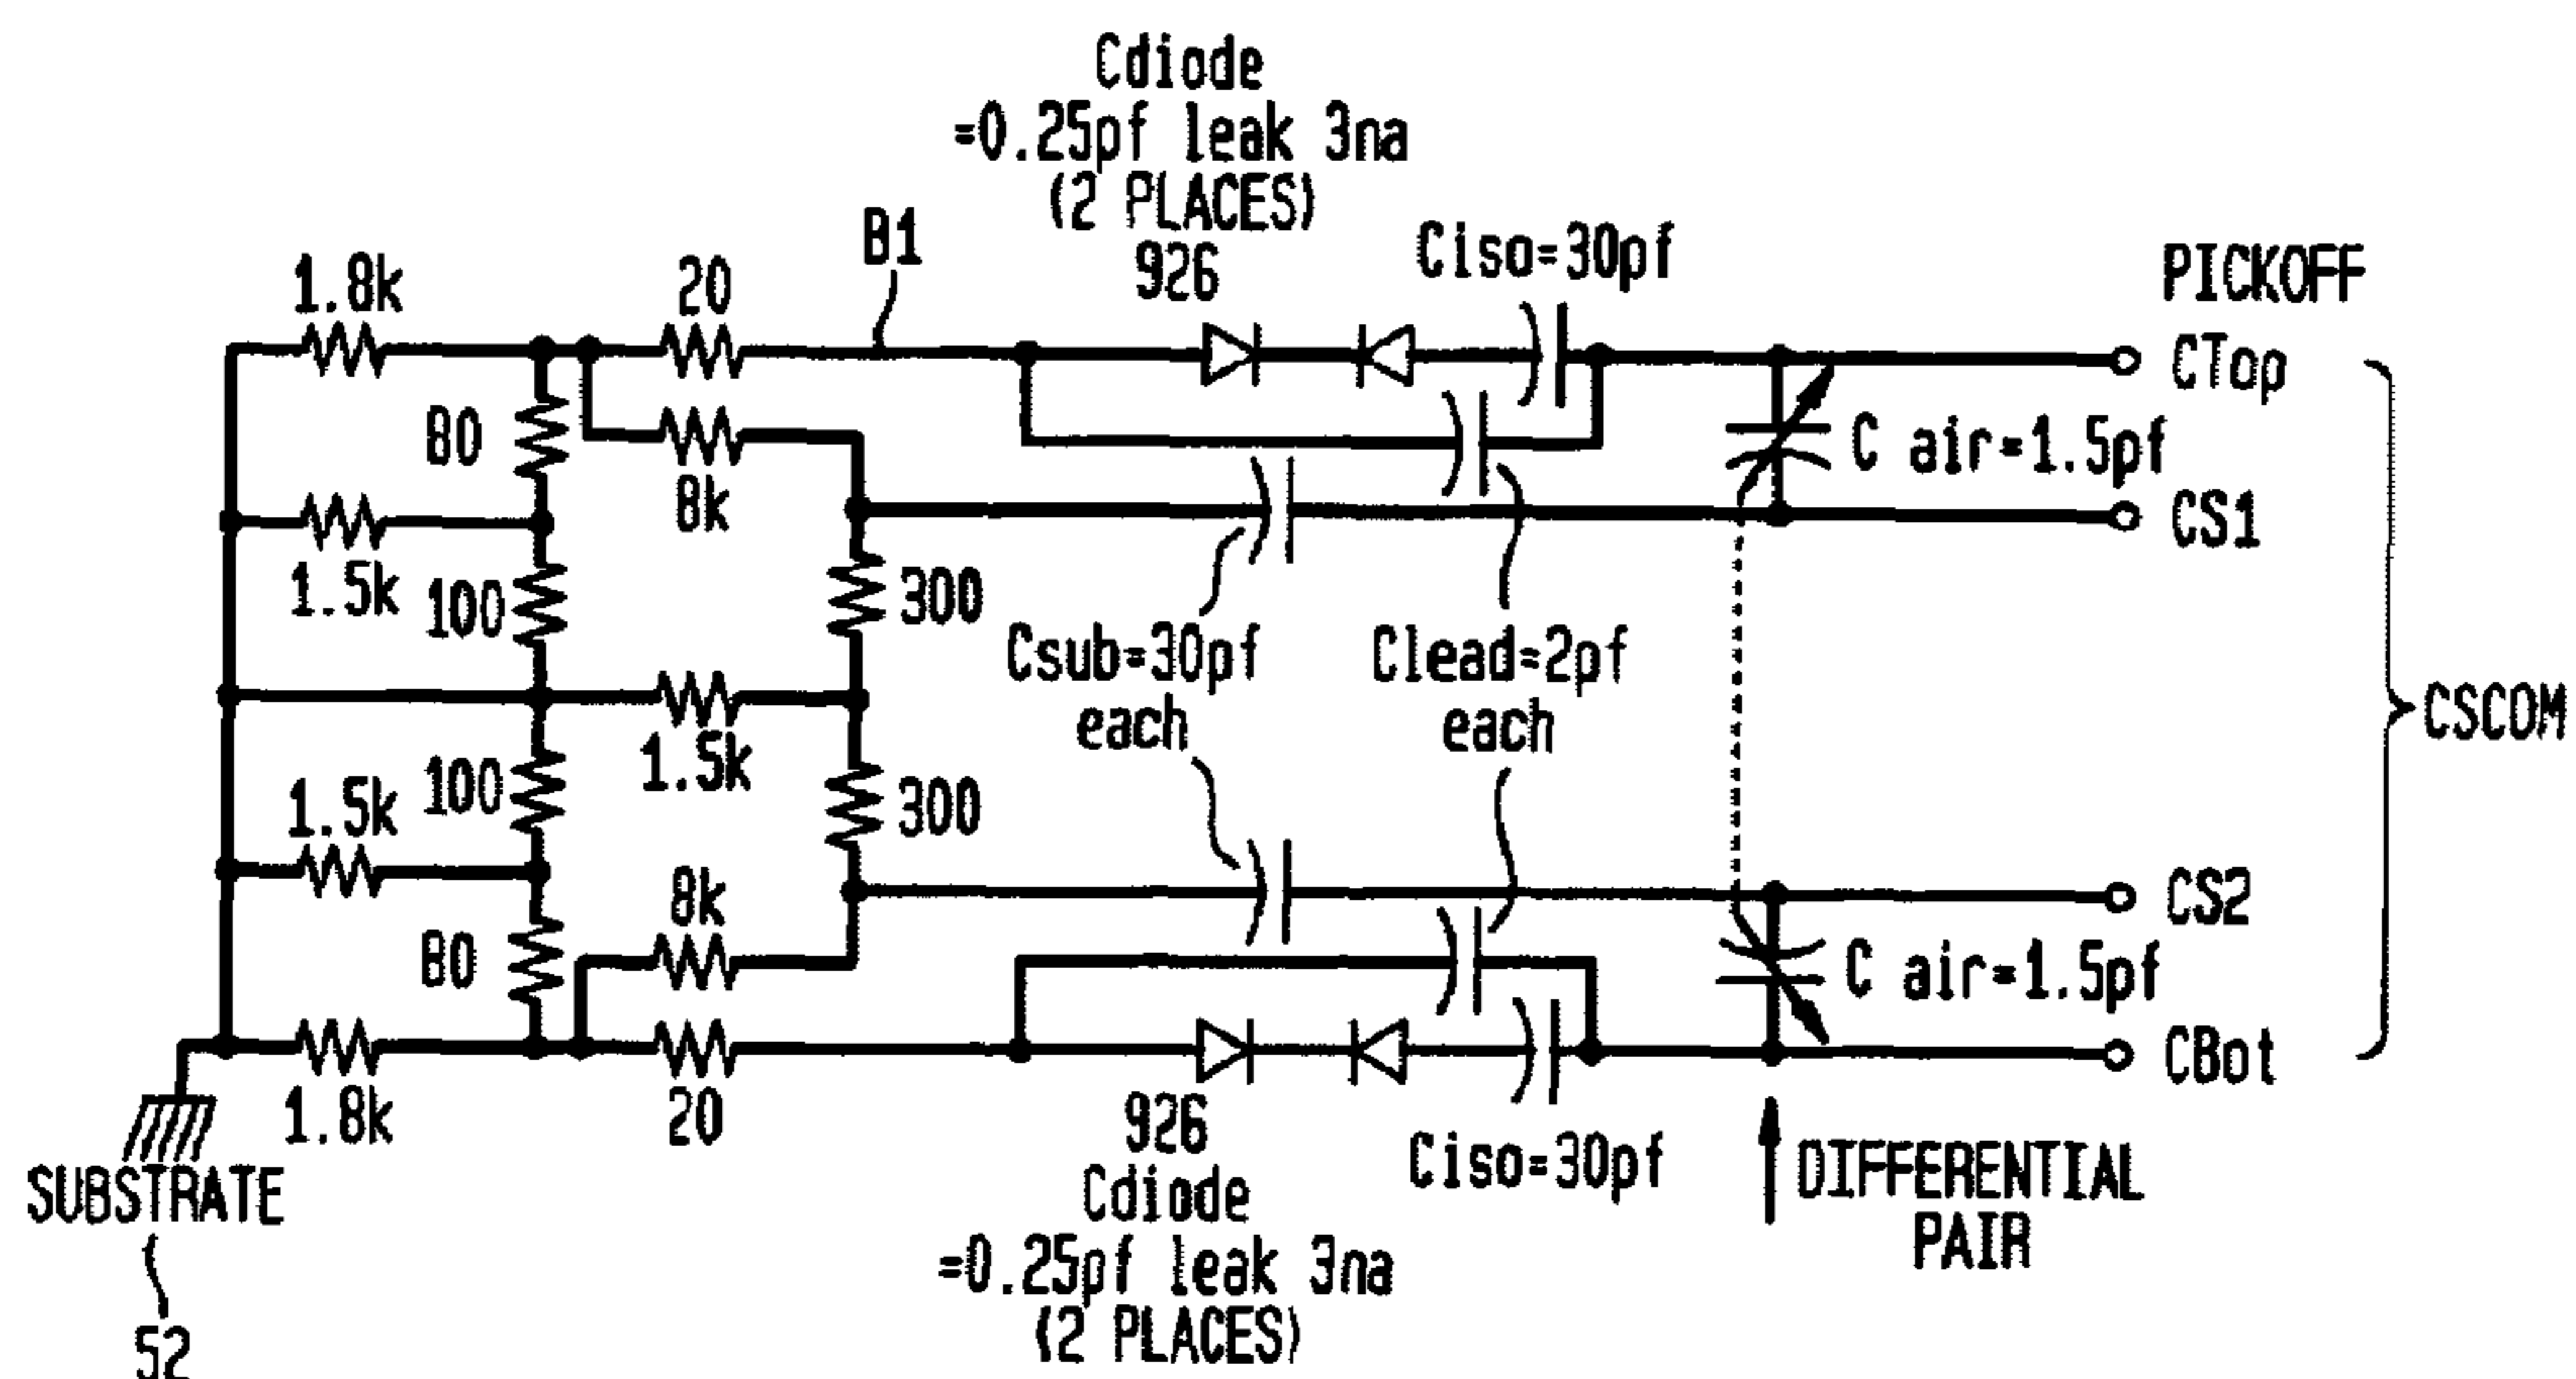 Cdiode
=0.25pf leak 3na
(2 PLACES)
926
B1
Ciso=30pf
PICKOFF
1.8k
20
CTop
B0
8k
C air=1.5pf
CS1
1.5k
100
300
Csub=30pf
each
Clead=2pf
each
CSCOM
1.5k
100
1.5k
300
8k
CS2
B0
C air=1.5pf
CBot
1.8k
20
926
Cdiode
=0.25pf leak 3na
(2 PLACES)
Ciso=30pf
DIFFERENTIAL
PAIR
SUBSTRATE
52